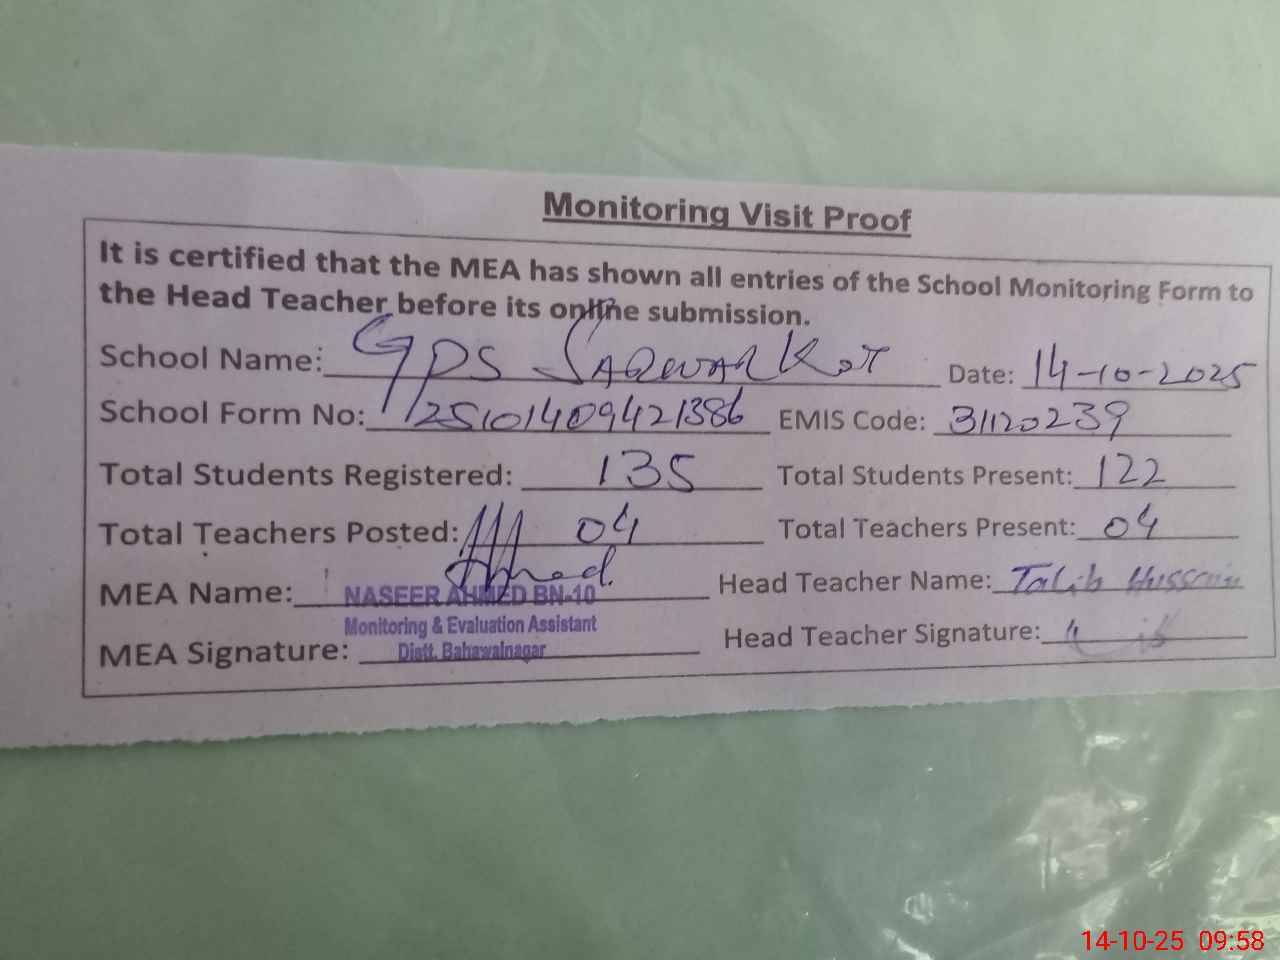 Monitoring Visit Proof
It is certified that the MEA has shown all entries of the School Monitoring Form to
the Head Teacher before its online submission.
School Name: GPS SARWAR KOT Date: 14-10-2025
School Form No: 25101409421386 EMIS Code: 31120239
Total Students Registered: 135 Total Students Present: 122
Total Teachers Posted: 04 Total Teachers Present: 04
MEA Name: NASEER AHMED BN-10 Head Teacher Name: Talib Hussain
Monitoring & Evaluation Assistant
MEA Signature: Distt. Bahawalnagar Head Teacher Signature:
14-10-25 09:58